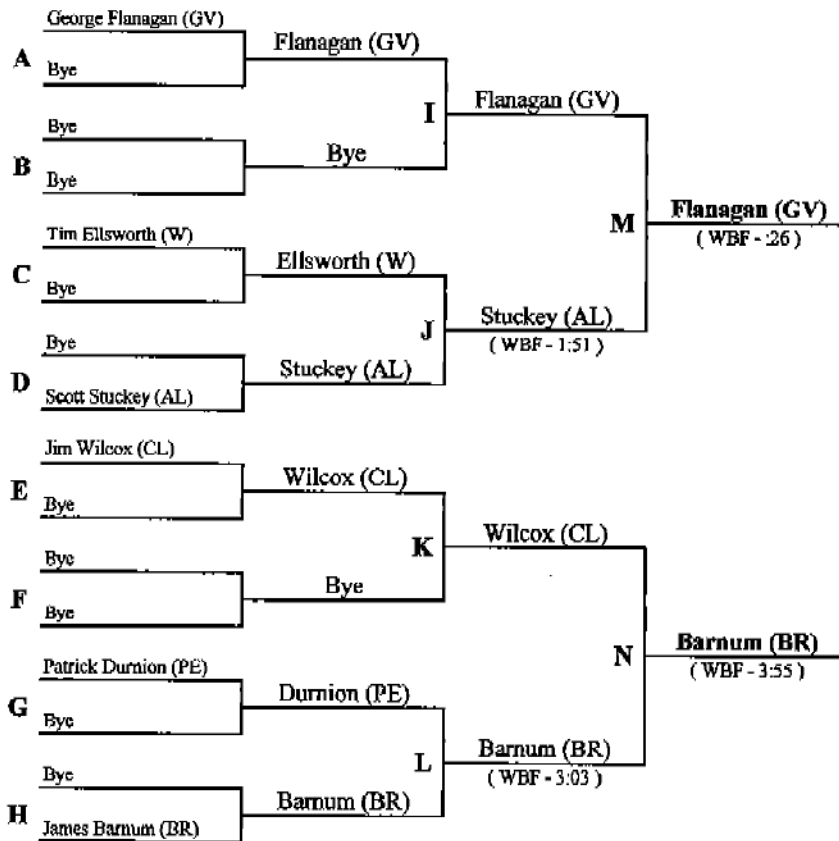 George Flanagan (GV)
A
Bye
Flanagan (GV)
Bye
B
Bye
Bye
I
Flanagan (GV)
Tim Ellsworth (W)
C
Bye
Ellsworth (W)
Bye
D
Scott Stuckey (AL)
Stuckey (AL)
J
Stuckey (AL)
( WBF - 1:51 )
M
Flanagan (GV)
( WBF - :26 )
Jim Wilcox (CL)
E
Bye
Wilcox (CL)
Bye
F
Bye
Bye
K
Wilcox (CL)
Patrick Durnion (PE)
G
Bye
Durnion (PE)
Bye
H
James Barnum (BR)
Barnum (BR)
L
Barnum (BR)
( WBF - 3:03 )
N
Barnum (BR)
( WBF - 3:55 )